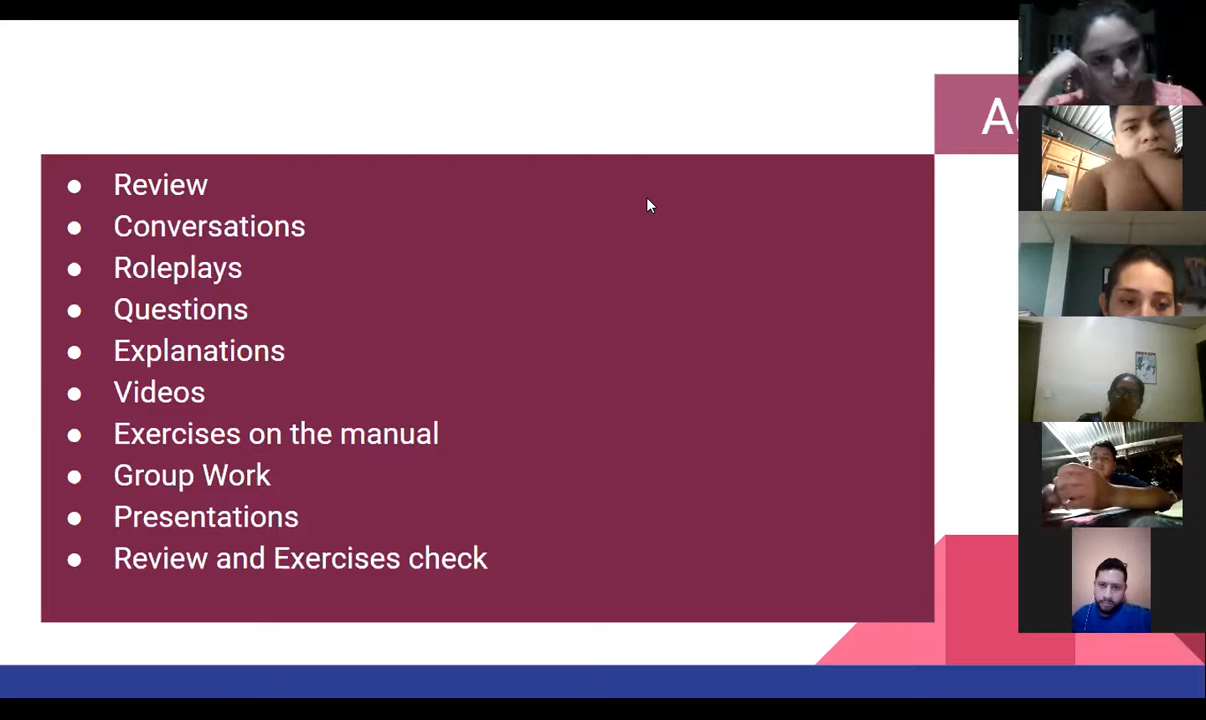 Review
Conversations
Roleplays
Questions
Explanations
Videos
Exercises on the manual
Group Work
Presentations
Review and Exercises check